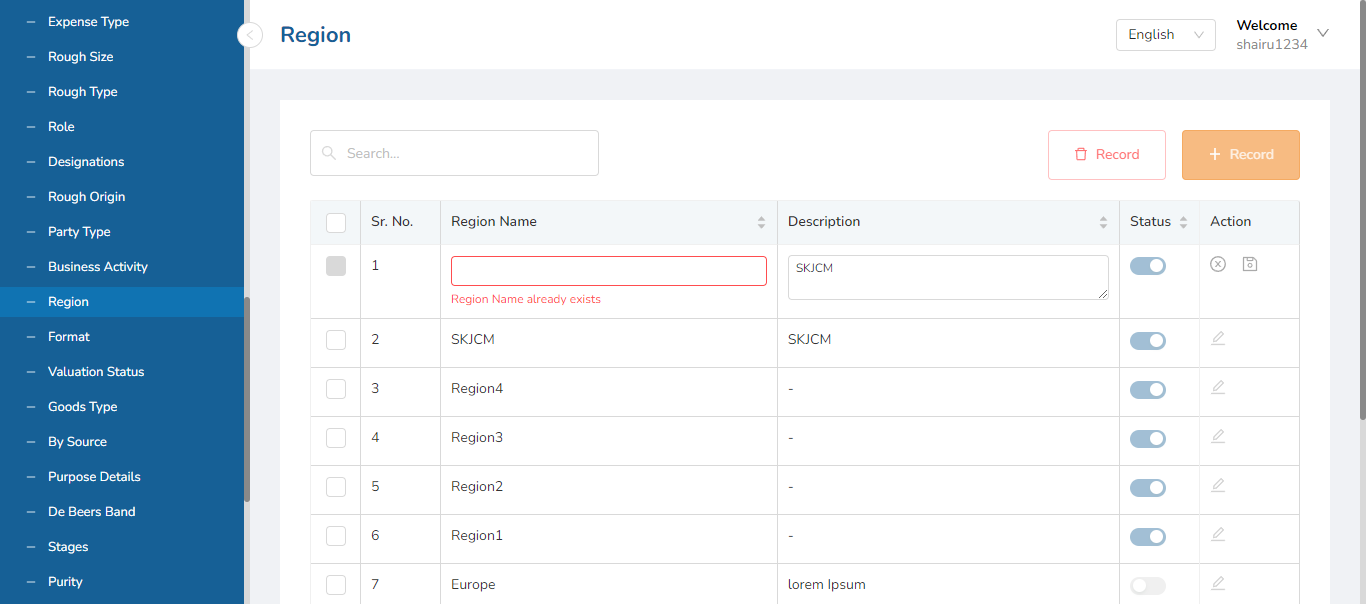 Expense Type
Rough Size
Rough Type
Role
Designations
Rough Origin
Party Type
Business Activity
Region
Format
Valuation Status
Goods Type
By Source
Purpose Details
De Beers Band
Stages
Purity
Region
English
Welcome
shairu1234
Search...
Record
+ Record
Sr. No. Region Name Description Status Action
1 SKJCM
Region Name already exists
2 SKJCM SKJCM
3 Region4 -
4 Region3 -
5 Region2 -
6 Region1 -
7 Europe lorem Ipsum